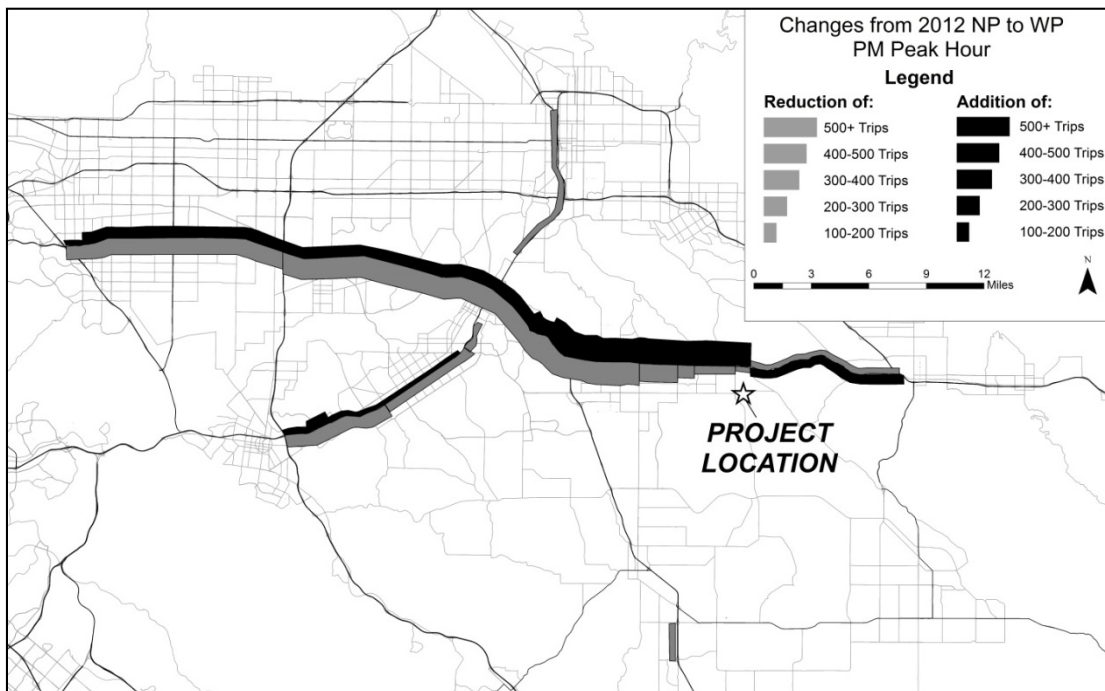 Changes from 2012 NP to WP
PM Peak Hour
Legend
Reduction of: Addition of:
500+ Trips 500+ Trips
400-500 Trips 400-500 Trips
300-400 Trips 300-400 Trips
200-300 Trips 200-300 Trips
100-200 Trips 100-200 Trips
N
0 3 6 9 12
Miles
PROJECT
LOCATION